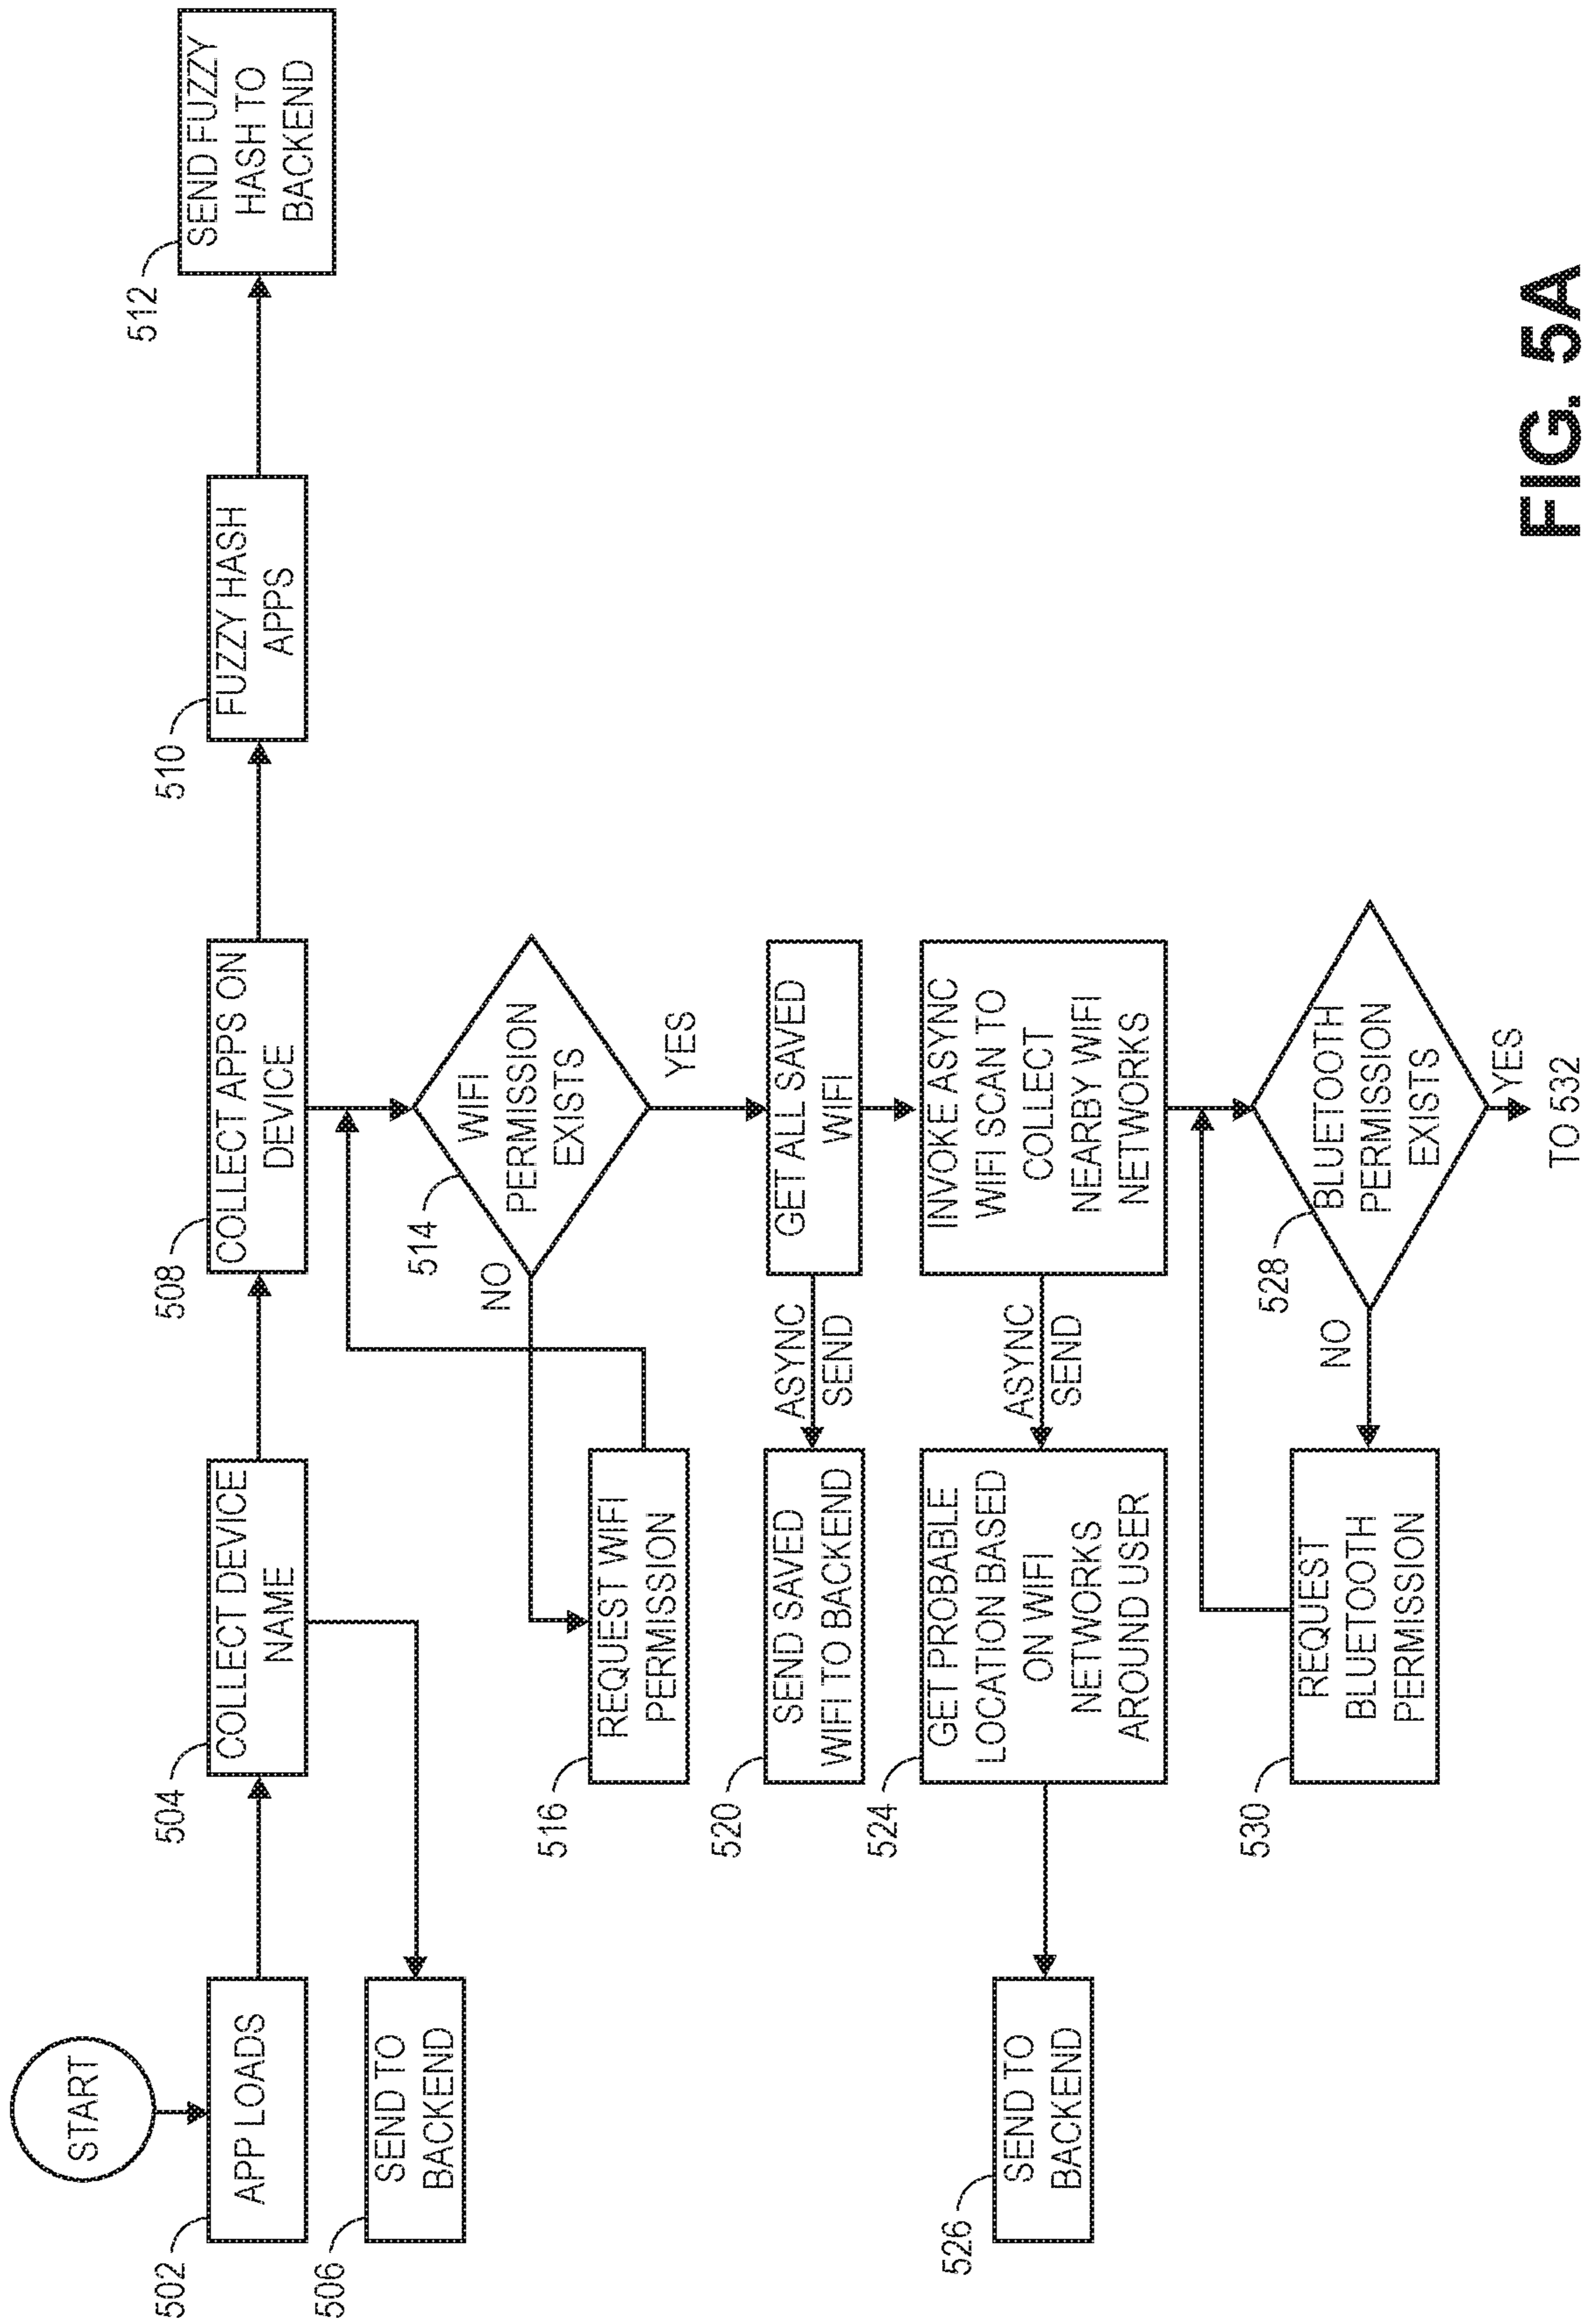 START
502
APP LOADS
504
COLLECT DEVICE
NAME
506
SEND TO
BACKEND
508
COLLECT APPS ON
DEVICE
510
FUZZY HASH
APPS
512
SEND FUZZY
HASH TO
BACKEND
514
WIFI
PERMISSION
EXISTS
NO
YES
516
REQUEST WIFI
PERMISSION
GET ALL SAVED
WIFI
ASYNC
SEND
520
SEND SAVED
WIFI TO BACKEND
INVOKE ASYNC
WIFI SCAN TO
COLLECT
NEARBY WIFI
NETWORKS
ASYNC
SEND
524
GET PROBABLE
LOCATION BASED
ON WIFI
NETWORKS
AROUND USER
526
SEND TO
BACKEND
528
BLUETOOTH
PERMISSION
EXISTS
NO
YES
530
REQUEST
BLUETOOTH
PERMISSION
TO 532
FIG. 5A